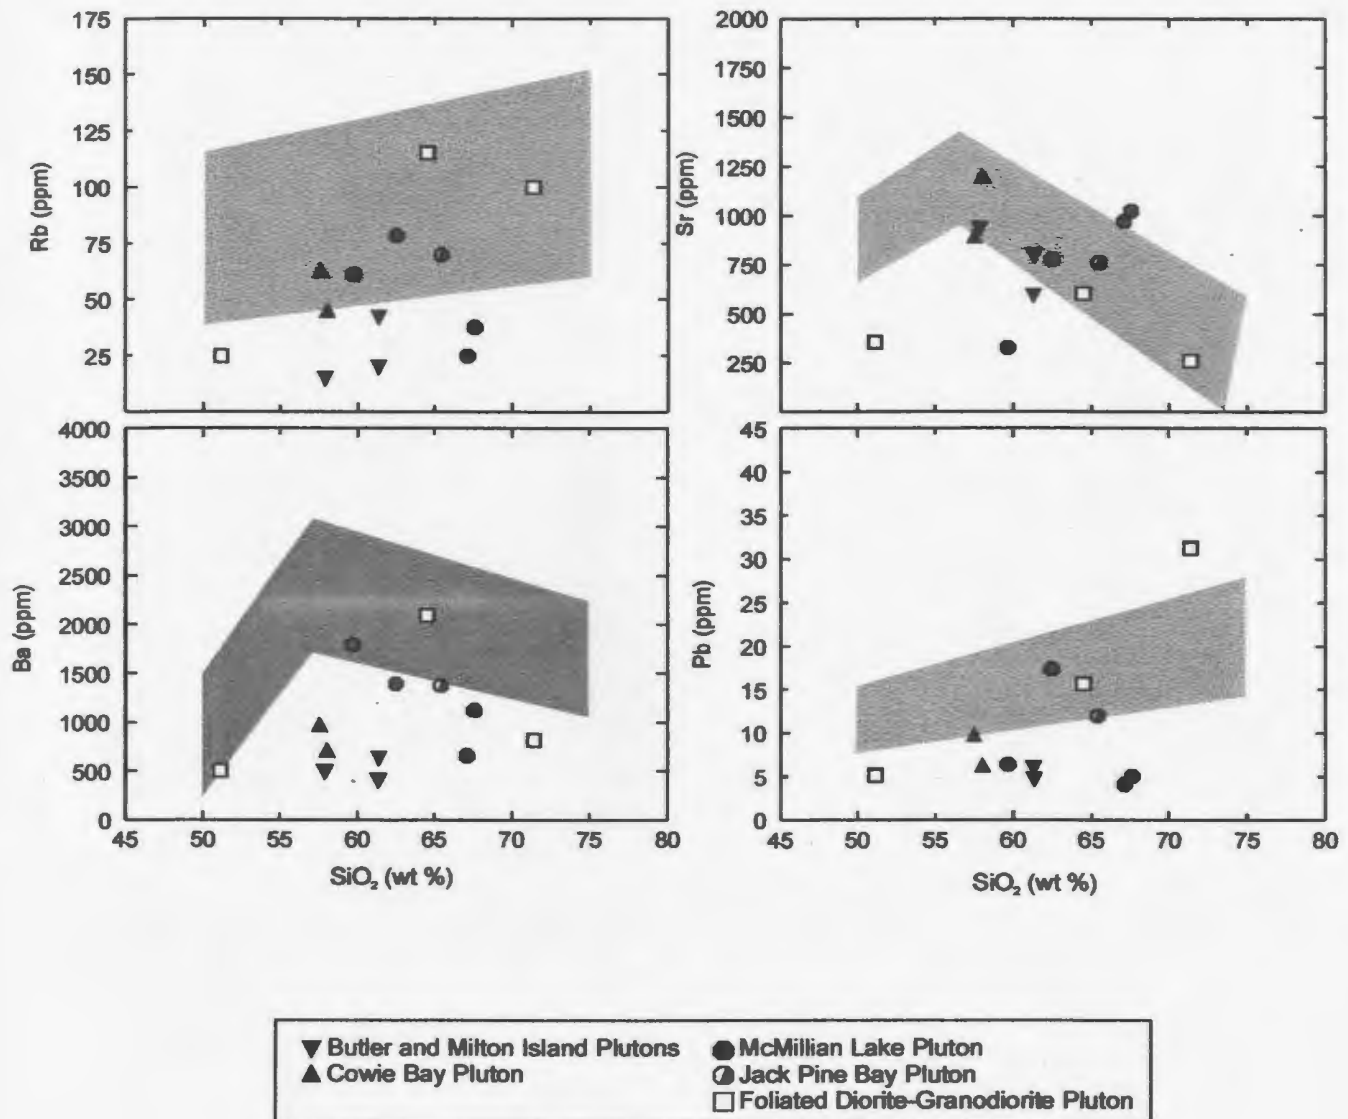 175
150
125
100
75
50
25
Rb (ppm)
2000
1750
1500
1250
1000
750
500
250
Sr (ppm)
4000
3500
3000
2500
2000
1500
1000
500
0
Ba (ppm)
45 50 55 60 65 70 75 80
SiO₂ (wt %)
45
40
35
30
25
20
15
10
5
0
Pb (ppm)
45 50 55 60 65 70 75 80
SiO₂ (wt %)
Butler and Milton Island Plutons
Cowie Bay Pluton
McMillian Lake Pluton
Jack Pine Bay Pluton
Foliated Diorite-Granodiorite Pluton